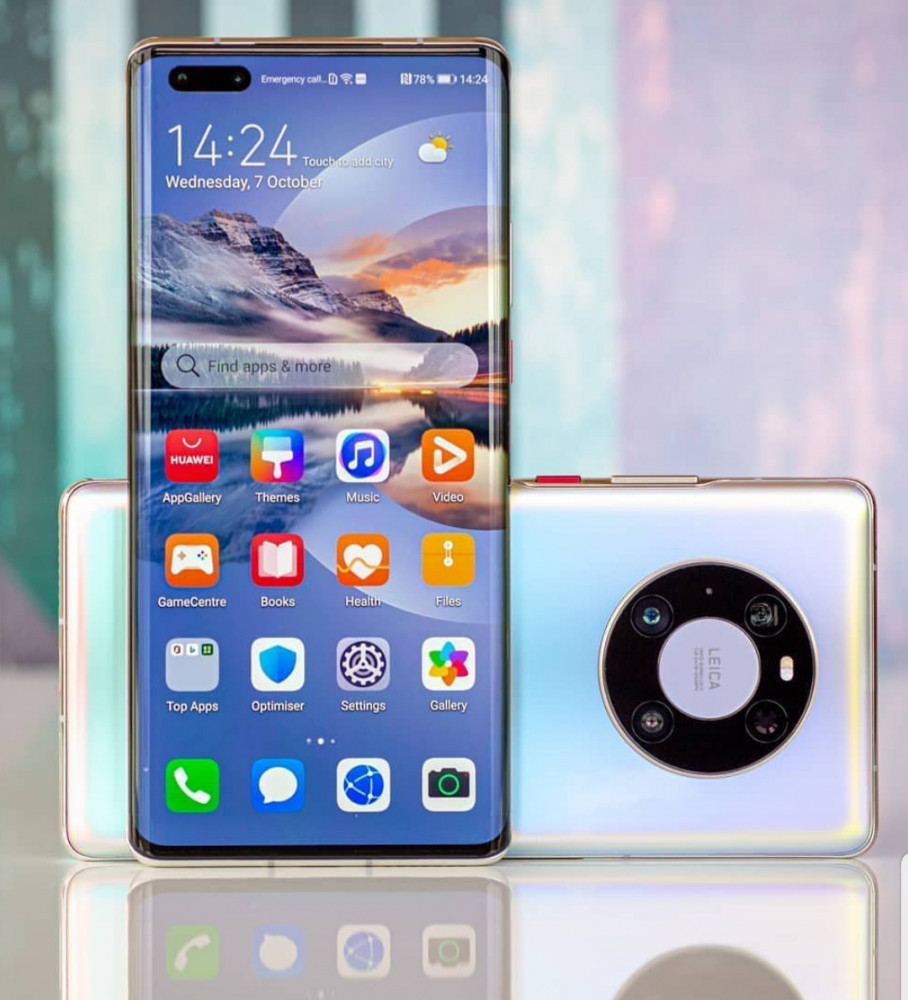 Emergency call... 78% 14:24
14:24 Touch to add city
Wednesday, 7 October
Find apps & more
HUAWEI
AppGallery Themes Music Video
GameCentre Books Health Files
Top Apps Optimiser Settings Gallery
LEICA